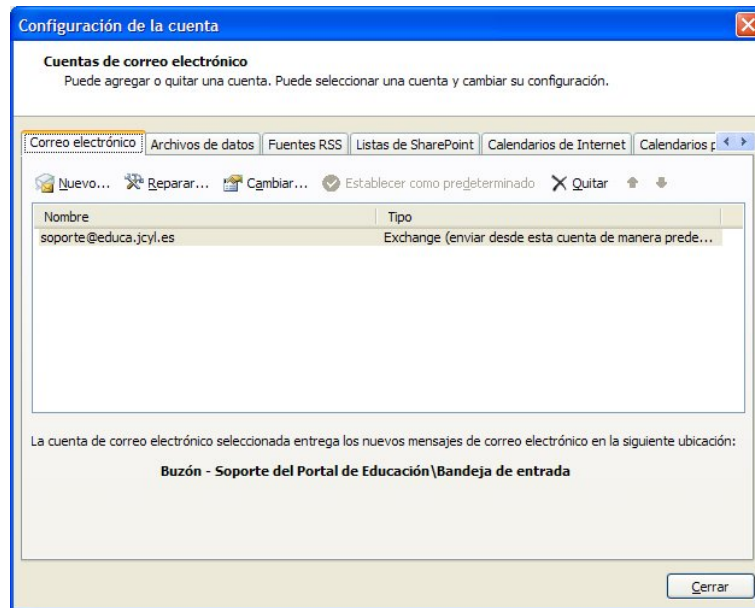 Configuración de la cuenta
Cuentas de correo electrónico
Puede agregar o quitar una cuenta. Puede seleccionar una cuenta y cambiar su configuración.
Correo electrónico Archivos de datos Fuentes RSS Listas de SharePoint Calendarios de Internet Calendarios p
Nuevo... Reparar... Cambiar... Establecer como predeterminado Quitar
Nombre Tipo
soporte@educa.jcyl.es Exchange (enviar desde esta cuenta de manera prede...
La cuenta de correo electrónico seleccionada entrega los nuevos mensajes de correo electrónico en la siguiente ubicación:
Buzón - Soporte del Portal de Educación\Bandeja de entrada
Cerrar